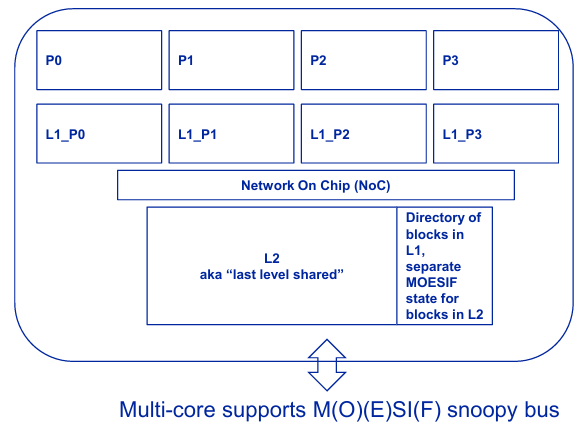 P0
P1
P2
P3
L1_P0
L1_P1
L1_P2
L1_P3
Network On Chip (NoC)
L2
aka “last level shared”
Directory of
blocks in
L1,
separate
MOESIF
state for
blocks in L2
Multi-core supports M(O)(E)SI(F) snoopy bus